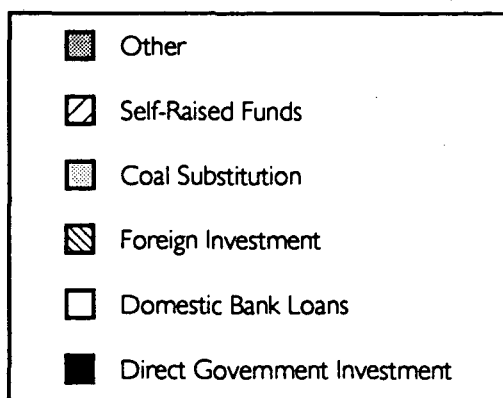 Other
Self-Raised Funds
Coal Substitution
Foreign Investment
Domestic Bank Loans
Direct Government Investment